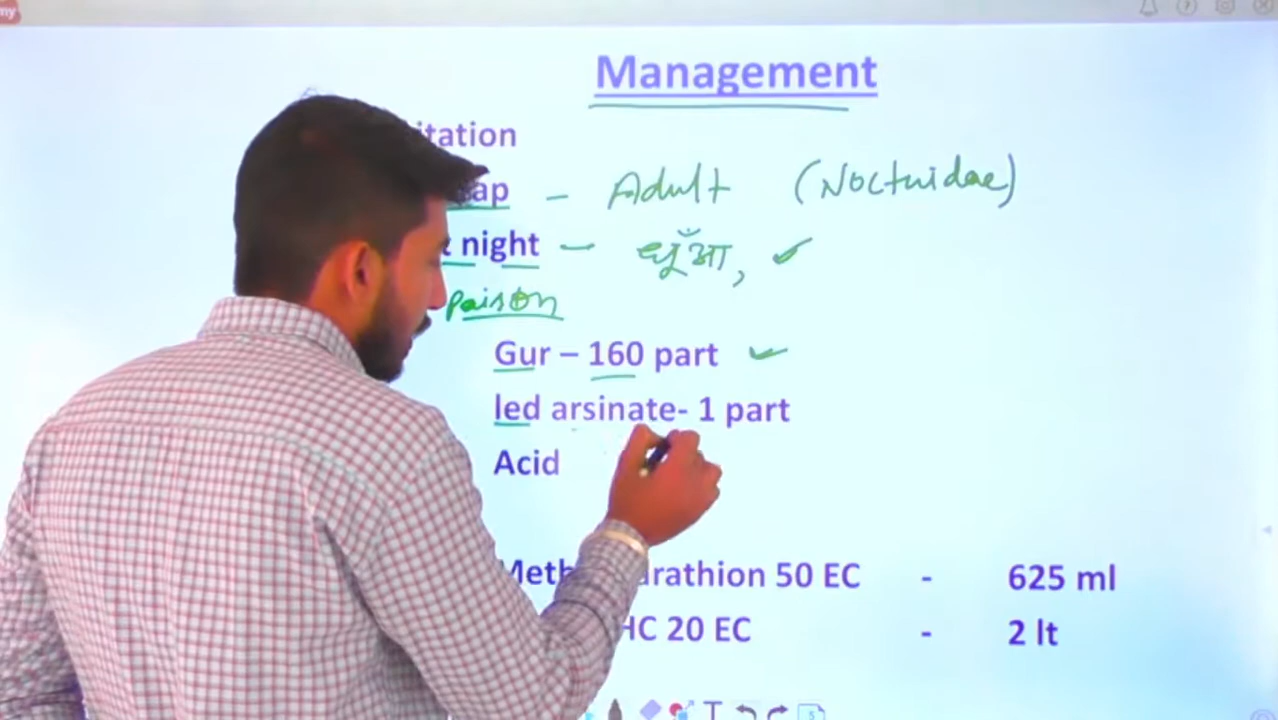 my
Management
itation
ap - Adult (Noctuidae)
night - धुँआ, ✓
Paison
Gur – 160 part ✓
led arsinate- 1 part
Acid
Meth arathion 50 EC - 625 ml
HC 20 EC - 2 lt
T